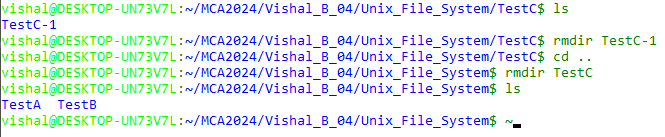 vishal@DESKTOP-UN73V7L:~/MCA2024/Vishal_B_04/Unix_File_System/TestC$ ls
TestC-1
vishal@DESKTOP-UN73V7L:~/MCA2024/Vishal_B_04/Unix_File_System/TestC$ rmdir TestC-1
vishal@DESKTOP-UN73V7L:~/MCA2024/Vishal_B_04/Unix_File_System/TestC$ cd ..
vishal@DESKTOP-UN73V7L:~/MCA2024/Vishal_B_04/Unix_File_System$ rmdir TestC
vishal@DESKTOP-UN73V7L:~/MCA2024/Vishal_B_04/Unix_File_System$ ls
TestA  TestB
vishal@DESKTOP-UN73V7L:~/MCA2024/Vishal_B_04/Unix_File_System$ ~